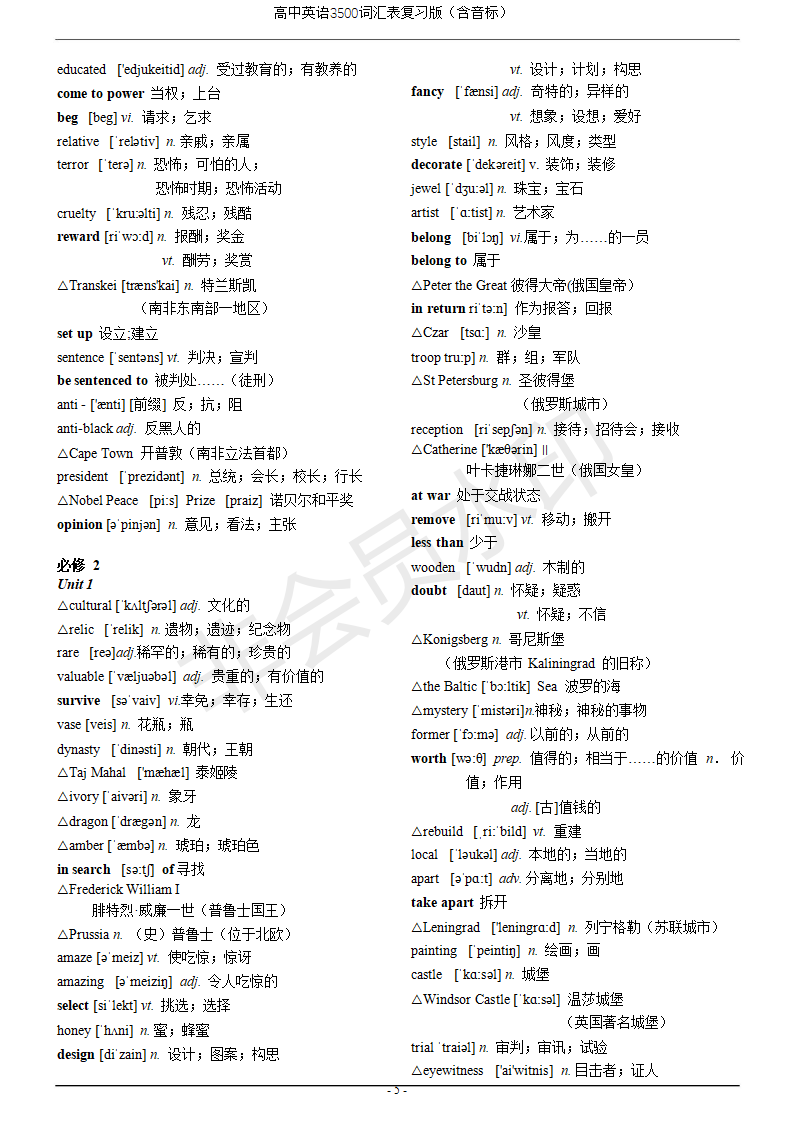 高中英语3500词汇表复习版（含音标）
educated ['edjukeitid] adj. 受过教育的；有教养的
come to power 当权；上台
beg [beg] vi. 请求；乞求
relative [ˈrelətiv] n. 亲戚；亲属
terror [ˈterə] n. 恐怖；可怕的人；
恐怖时期；恐怖活动
cruelty [ˈkru:əlti] n. 残忍；残酷
reward [riˈwɔ:d] n. 报酬；奖金
vt. 酬劳；奖赏
△Transkei [træns'kai] n. 特兰斯凯
（南非东南部一地区）
set up 设立;建立
sentence [ˈsentəns] vt. 判决；宣判
be sentenced to 被判处……（徒刑）
anti - ['ænti] [前缀] 反；抗；阻
anti-black adj. 反黑人的
△Cape Town 开普敦（南非立法首都）
president [ˈprezidənt] n. 总统；会长；校长；行长
△Nobel Peace [pi:s] Prize [praiz] 诺贝尔和平奖
opinion [əˈpinjən] n. 意见；看法；主张
必修 2
Unit 1
△cultural [ˈkʌltʃərəl] adj. 文化的
△relic [ˈrelik] n. 遗物；遗迹；纪念物
rare [reə]adj.稀罕的；稀有的；珍贵的
valuable [ˈvæljuəbəl] adj. 贵重的；有价值的
survive [səˈvaiv] vi.幸免；幸存；生还
vase [veis] n. 花瓶；瓶
dynasty [ˈdinəsti] n. 朝代；王朝
△Taj Mahal ['mæhæl] 泰姬陵
△ivory [ˈaivəri] n. 象牙
△dragon [ˈdrægən] n. 龙
△amber [ˈæmbə] n. 琥珀；琥珀色
in search [sə:tʃ] of 寻找
△Frederick William I
腓特烈·威廉一世（普鲁士国王）
△Prussia n. （史）普鲁士（位于北欧）
amaze [əˈmeiz] vt. 使吃惊；惊讶
amazing [əˈmeiziŋ] adj. 令人吃惊的
select [siˈlekt] vt. 挑选；选择
honey [ˈhʌni] n. 蜜；蜂蜜
design [diˈzain] n. 设计；图案；构思
vt. 设计；计划；构思
fancy [ˈfænsi] adj. 奇特的；异样的
vt. 想象；设想；爱好
style [stail] n. 风格；风度；类型
decorate [ˈdekəreit] v. 装饰；装修
jewel [ˈdʒu:əl] n. 珠宝；宝石
artist [ˈɑ:tist] n. 艺术家
belong [biˈlɔŋ] vi.属于；为……的一员
belong to 属于
△Peter the Great 彼得大帝(俄国皇帝）
in return riˈtə:n] 作为报答；回报
△Czar [tsɑ:] n. 沙皇
troop tru:p] n. 群；组；军队
△St Petersburg n. 圣彼得堡
（俄罗斯城市）
reception [riˈsepʃən] n. 接待；招待会；接收
△Catherine ['kæθərin] II
叶卡捷琳娜二世（俄国女皇）
at war 处于交战状态
remove [riˈmu:v] vt. 移动；搬开
less than 少于
wooden [ˈwudn] adj. 木制的
doubt [daut] n. 怀疑；疑惑
vt. 怀疑；不信
△Konigsberg n. 哥尼斯堡
（俄罗斯港市 Kaliningrad 的旧称）
△the Baltic [ˈbɔ:ltik] Sea 波罗的海
△mystery [ˈmistəri]n.神秘；神秘的事物
former [ˈfɔ:mə] adj. 以前的；从前的
worth [wə:θ] prep. 值得的；相当于……的价值 n．价
值；作用
adj. [古]值钱的
△rebuild [ˌri:ˈbild] vt. 重建
local [ˈləukəl] adj. 本地的；当地的
apart [əˈpɑ:t] adv. 分离地；分别地
take apart 拆开
△Leningrad ['leningrɑ:d] n. 列宁格勒（苏联城市）
painting [ˈpeintiŋ] n. 绘画；画
castle [ˈkɑ:səl] n. 城堡
△Windsor Castle [ˈkɑ:səl] 温莎城堡
（英国著名城堡）
trial ˈtraiəl] n. 审判；审讯；试验
△eyewitness ['ai'witnis] n. 目击者；证人
- 5 -
非会员水印